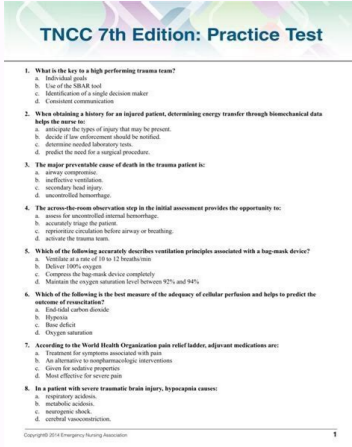 TNCC 7th Edition: Practice Test
1. What is the key to a high performing trauma team?
a. Individual goals
b. Use of the SBAR tool
c. Identification of a single decision maker
d. Consistent communication
2. When obtaining a history for an injured patient, determining energy transfer through biomechanical data
helps the nurse to:
a. anticipate the types of injury that may be present.
b. decide if law enforcement should be notified.
c. determine needed laboratory tests.
d. predict the need for a surgical procedure.
3. The major preventable cause of death in the trauma patient is:
a. airway compromise.
b. ineffective ventilation.
c. secondary head injury.
d. uncontrolled hemorrhage.
4. The across-the-room observation step in the initial assessment provides the opportunity to:
a. assess for uncontrolled internal hemorrhage.
b. accurately triage the patient.
c. reprioritize circulation before airway or breathing.
d. activate the trauma team.
5. Which of the following accurately describes ventilation principles associated with a bag-mask device?
a. Ventilate at a rate of 10 to 12 breaths/min
b. Deliver 100% oxygen
c. Compress the bag-mask device completely
d. Maintain the oxygen saturation level between 92% and 94%
6. Which of the following is the best measure of the adequacy of cellular perfusion and helps to predict the
outcome of resuscitation?
a. End-tidal carbon dioxide
b. Hypoxia
c. Base deficit
d. Oxygen saturation
7. According to the World Health Organization pain relief ladder, adjuvant medications are:
a. Treatment for symptoms associated with pain
b. An alternative to nonpharmacologic interventions
c. Given for sedative properties
d. Most effective for severe pain
8. In a patient with severe traumatic brain injury, hypocapnia causes:
a. respiratory acidosis.
b. metabolic acidosis.
c. neurogenic shock.
d. cerebral vasoconstriction.
Copyright© 2014 Emergency Nursing Association
1